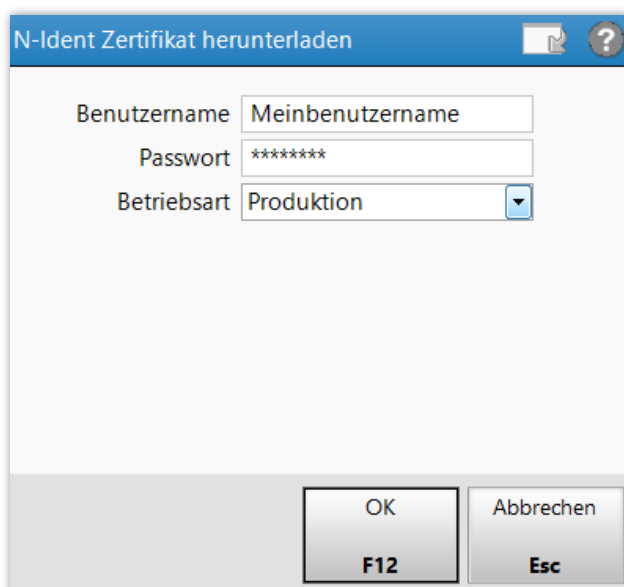 N-Ident Zertifikat herunterladen ?
Benutzername Meinbenutzername
Passwort ********
Betriebsart Produktion
OK Abbrechen
F12 Esc